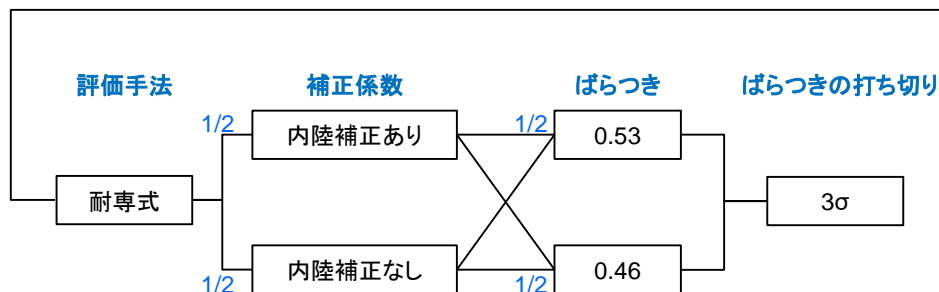 評価手法 補正係数 ばらつき ばらつきの打ち切り
1/2 内陸補正あり 1/2 0.53
耐専式 3σ
1/2 内陸補正なし 1/2 0.46